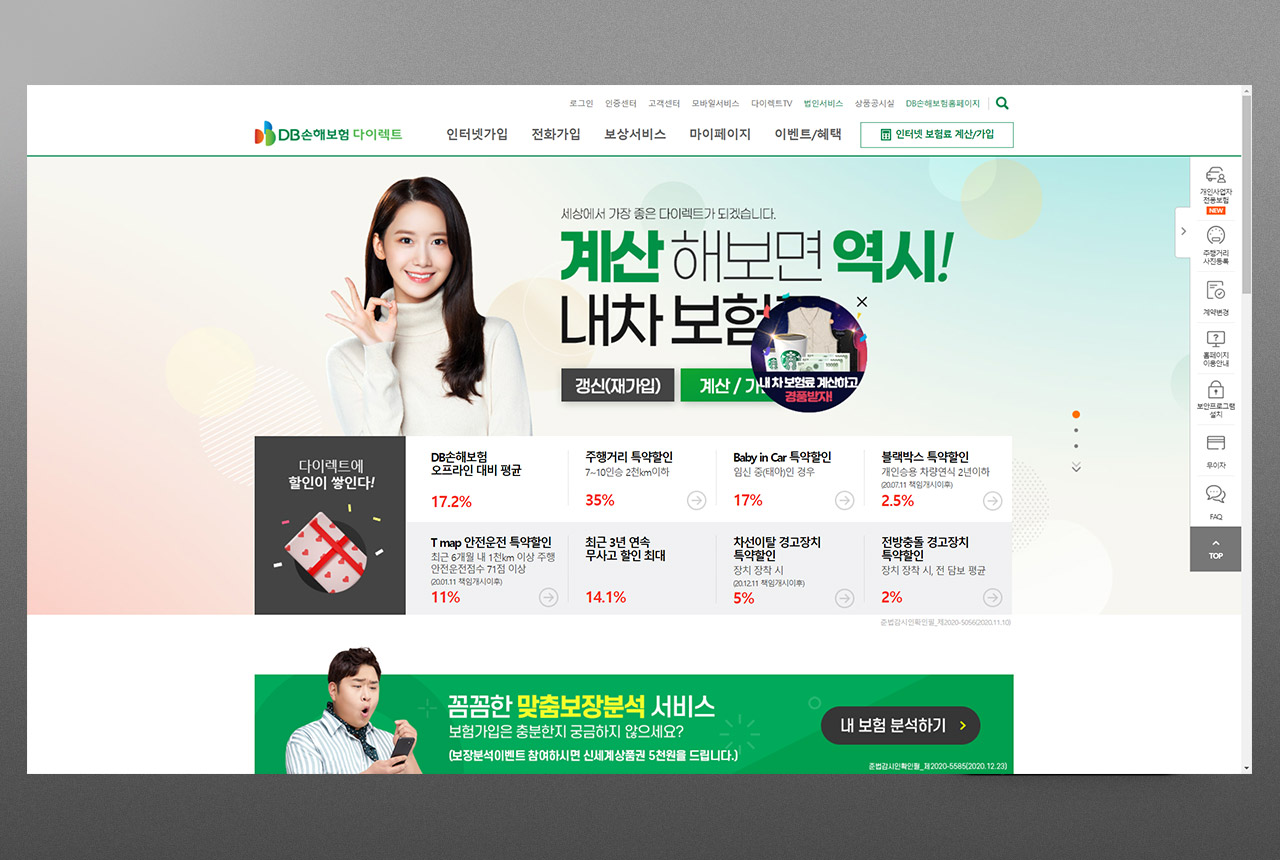 로그인 인증센터 고객센터 모바일서비스 다이렉트TV 법인서비스 상품공시실 DB손해보험홈페이지
DB손해보험 다이렉트
인터넷가입 전화가입 보상서비스 마이페이지 이벤트/혜택
인터넷 보험료 계산/가입
세상에서 가장 좋은 다이렉트가 되겠습니다.
계산 해보면 역시!
내차 보험
갱신(재가입)
계산 /
내 차 보험료 계산하고
경품받자!
개인사업자
전용보험
NEW
주행거리
사진등록
계약변경
홈페이지
이용안내
보안프로그램
설치
무이자
FAQ
TOP
다이렉트에
할인이 쌓인다!
DB손해보험
오프라인 대비 평균
17.2%
주행거리 특약할인
7~10인승 2천km이하
35%
Baby in Car 특약할인
임신 중(태아)인 경우
17%
블랙박스 특약할인
개인승용 차량연식 2년이하
(20.07.11 책임개시이후)
2.5%
T map 안전운전 특약할인
최근 6개월 내 1천km 이상 주행
안전운전점수 71점 이상
(20.01.11 책임개시이후)
11%
최근 3년 연속
무사고 할인 최대
14.1%
차선이탈 경고장치
특약할인
장치 장착 시
(20.12.11 책임개시이후)
5%
전방충돌 경고장치
특약할인
장치 장착 시, 전 담보 평균
2%
준법감시인확인필_제2020-5056(2020.11.10)
꼼꼼한 맞춤보장분석 서비스
보험가입은 충분한지 궁금하지 않으세요?
(보장분석이벤트 참여하시면 신세계상품권 5천원을 드립니다.)
내 보험 분석하기
준법감시인확인필_제2020-5585(2020.12.23)